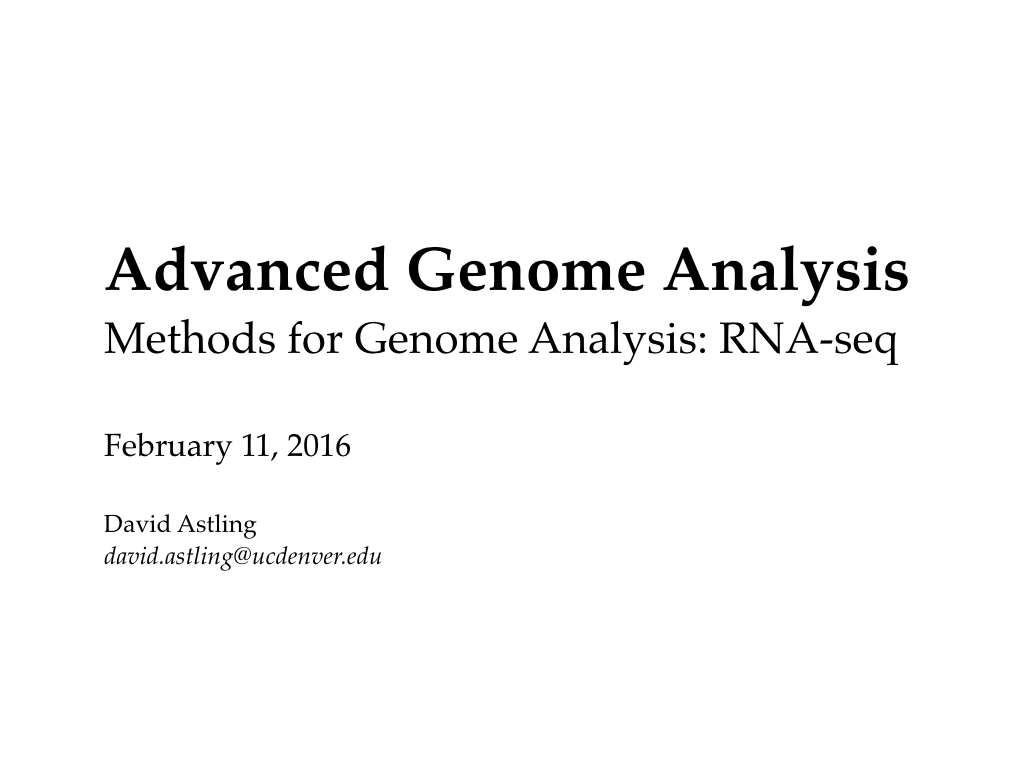 Advanced Genome Analysis
Methods for Genome Analysis: RNA-seq
February 11, 2016
David Astling
david.astling@ucdenver.edu